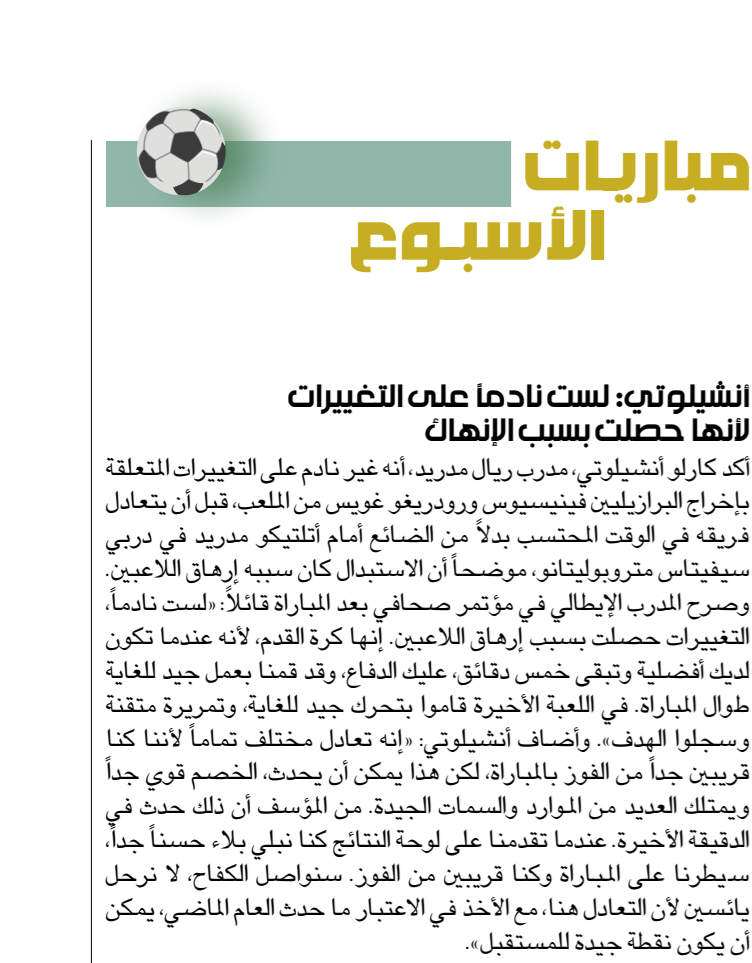 مباريات
الأسبوع
أنشيلوتي: لست نادماً على التغييرات
لأنها حصلت بسبب الإنهاك
أكد كارلو أنشيلوتي، مدرب ريال مدريد، أنه غير نادم على التغييرات المتعلقة
بإخراج البرازيليين فينيسيوس ورودريغو غويس من الملعب، قبل أن يتعادل
فريقه في الوقت المحتسب بدلاً من الضائع أمام أتلتيكو مدريد في دربي
سيفيتاس متروبوليتانو، موضحاً أن الاستبدال كان سببه إرهاق اللاعبين.
وصرح المدرب الإيطالي في مؤتمر صحافي بعد المباراة قائلاً: «لست نادماً،
التغييرات حصلت بسبب إرهاق اللاعبين. إنها كرة القدم، لأنه عندما تكون
لديك أفضلية وتبقى خمس دقائق، عليك الدفاع، وقد قمنا بعمل جيد للغاية
طوال المباراة. في اللعبة الأخيرة قاموا بتحرك جيد للغاية، وتمريرة متقنة
وسجلوا الهدف». وأضاف أنشيلوتي: «إنه تعادل مختلف تماماً لأننا كنا
قريبين جداً من الفوز بالمباراة، لكن هذا يمكن أن يحدث، الخصم قوي جداً
ويمتلك العديد من الموارد والسمات الجيدة. من المؤسف أن ذلك حدث في
الدقيقة الأخيرة. عندما تقدمنا على لوحة النتائج كنا نبلي بلاء حسناً جداً،
سيطرنا على المباراة وكنا قريبين من الفوز. سنواصل الكفاح، لا نرحل
يائسين لأن التعادل هنا، مع الأخذ في الاعتبار ما حدث العام الماضي، يمكن
أن يكون نقطة جيدة للمستقبل».